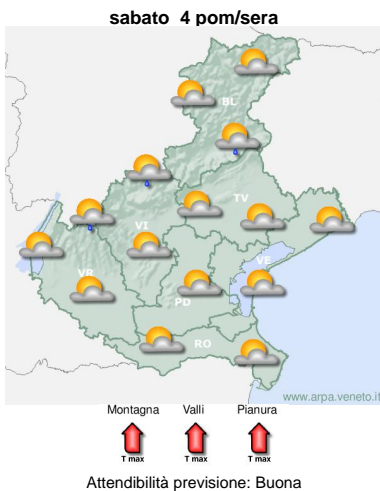 sabato 4 pom/sera
BL
TV
VI
VE
VR
PD
RO
www.arpa.veneto.it
Montagna Valli Pianura
T max T max T max
Attendibilità previsione: Buona